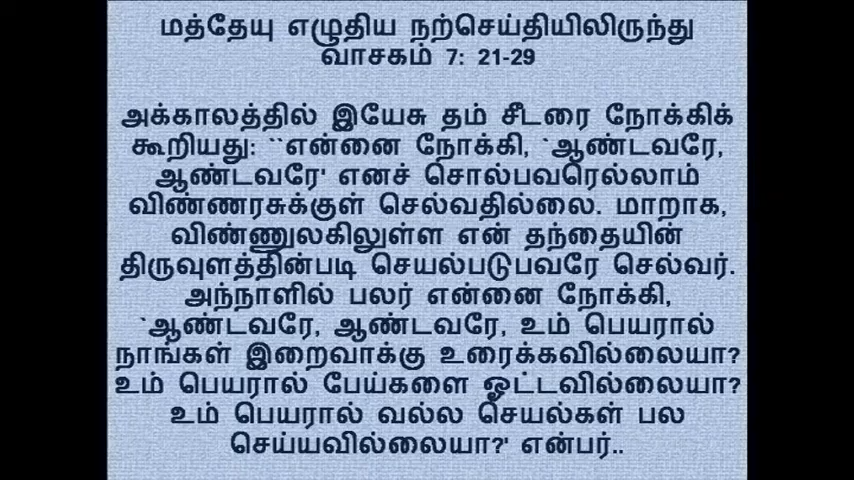 மத்தேயு எழுதிய நற்செய்தியிலிருந்து
வாசகம் 7: 21-29
அக்காலத்தில் இயேசு தம் சீடரை நோக்கிக்
கூறியது: ``என்னை நோக்கி, `ஆண்டவரே,
ஆண்டவரே' எனச் சொல்பவரெல்லாம்
விண்ணரசுக்குள் செல்வதில்லை. மாறாக,
விண்ணுலகிலுள்ள என் தந்தையின்
திருவுளத்தின்படி செயல்படுபவரே செல்வர்.
அந்நாளில் பலர் என்னை நோக்கி,
`ஆண்டவரே, ஆண்டவரே, உம் பெயரால்
நாங்கள் இறைவாக்கு உரைக்கவில்லையா?
உம் பெயரால் பேய்களை ஓட்டவில்லையா?
உம் பெயரால் வல்ல செயல்கள் பல
செய்யவில்லையா?' என்பர்..